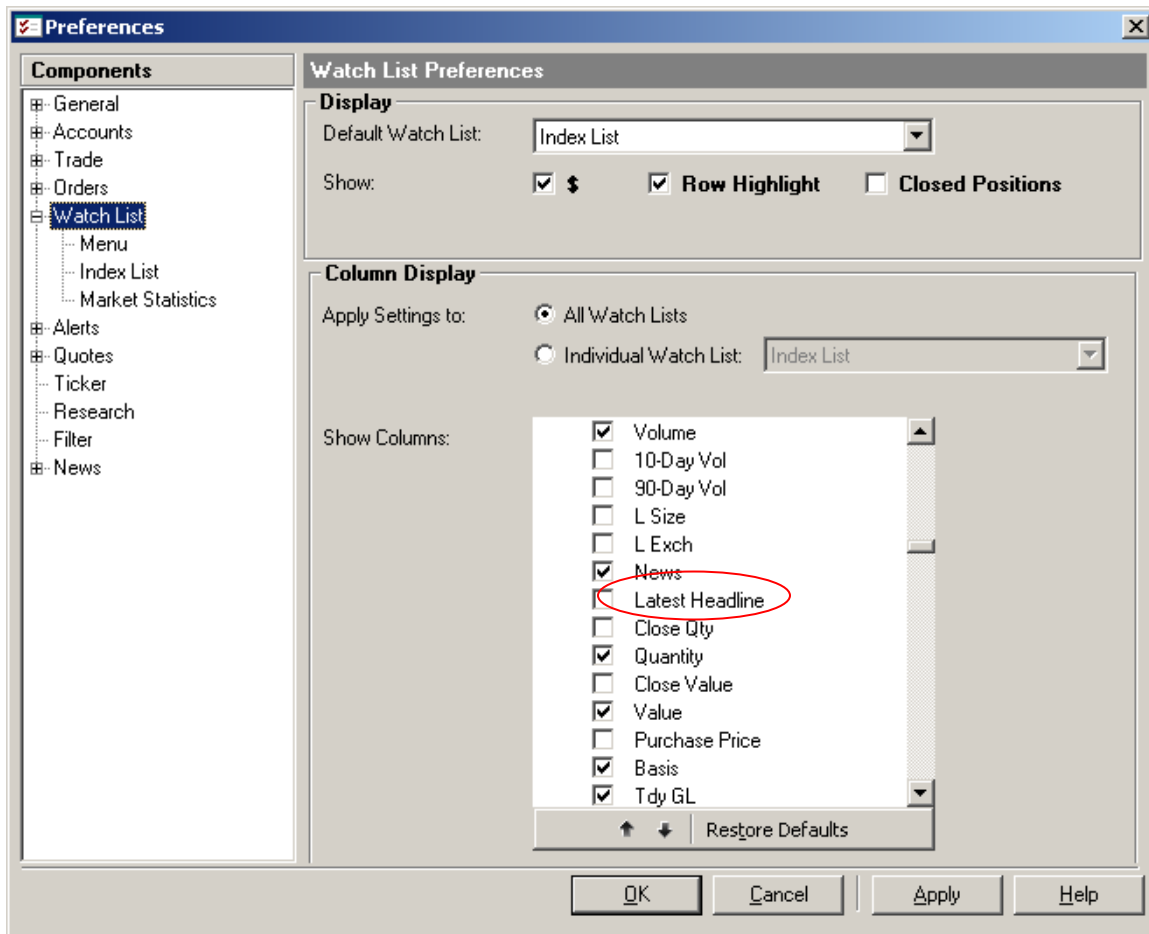 Preferences
Components
General
Accounts
Trade
Orders
Watch List
Menu
Index List
Market Statistics
Alerts
Quotes
Ticker
Research
Filter
News
Watch List Preferences
Display
Default Watch List: Index List
Show: $ Row Highlight Closed Positions
Column Display
Apply Settings to: All Watch Lists
Individual Watch List: Index List
Show Columns: Volume
10-Day Vol
90-Day Vol
L Size
L Exch
News
Latest Headline
Close Qty
Quantity
Close Value
Value
Purchase Price
Basis
Tdy GL
Restore Defaults
OK Cancel Apply Help